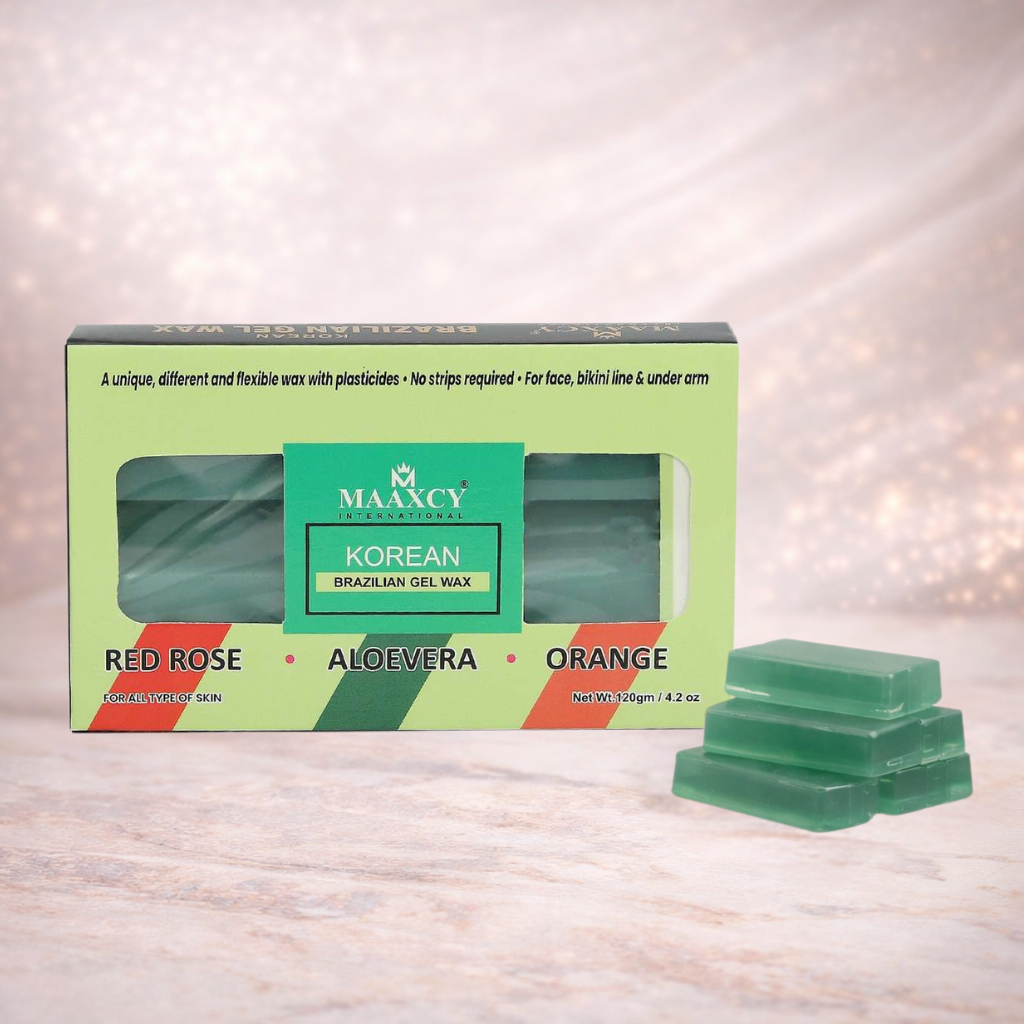 KOREAN
BRAZILIAN GEL WAX
MAAXCY
A unique, different and flexible wax with plasticides • No strips required • For face, bikini line & under arm
MAAXCY®
INTERNATIONAL
KOREAN
BRAZILIAN GEL WAX
RED ROSE • ALOEVERA • ORANGE
FOR ALL TYPE OF SKIN
Net Wt:120gm / 4.2 oz